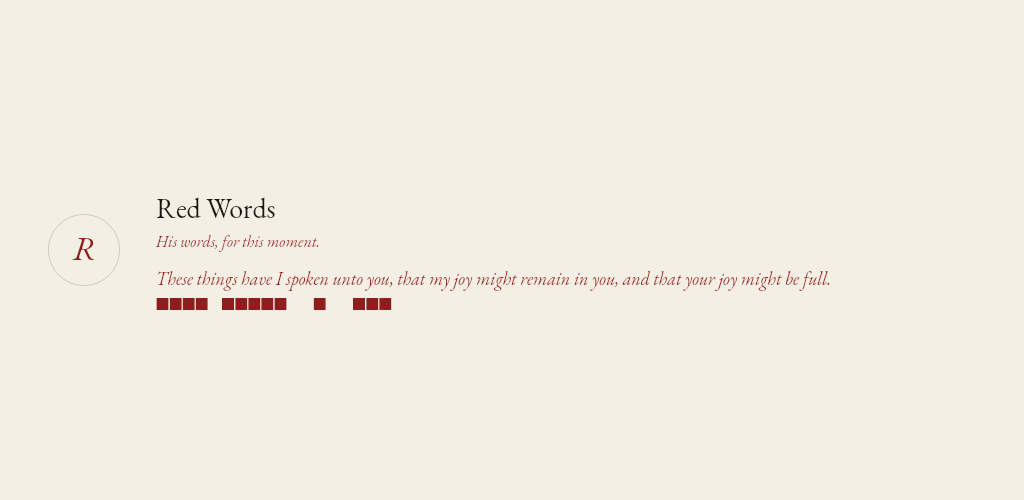 R
Red Words
His words, for this moment.
These things have I spoken unto you, that my joy might remain in you, and that your joy might be full.